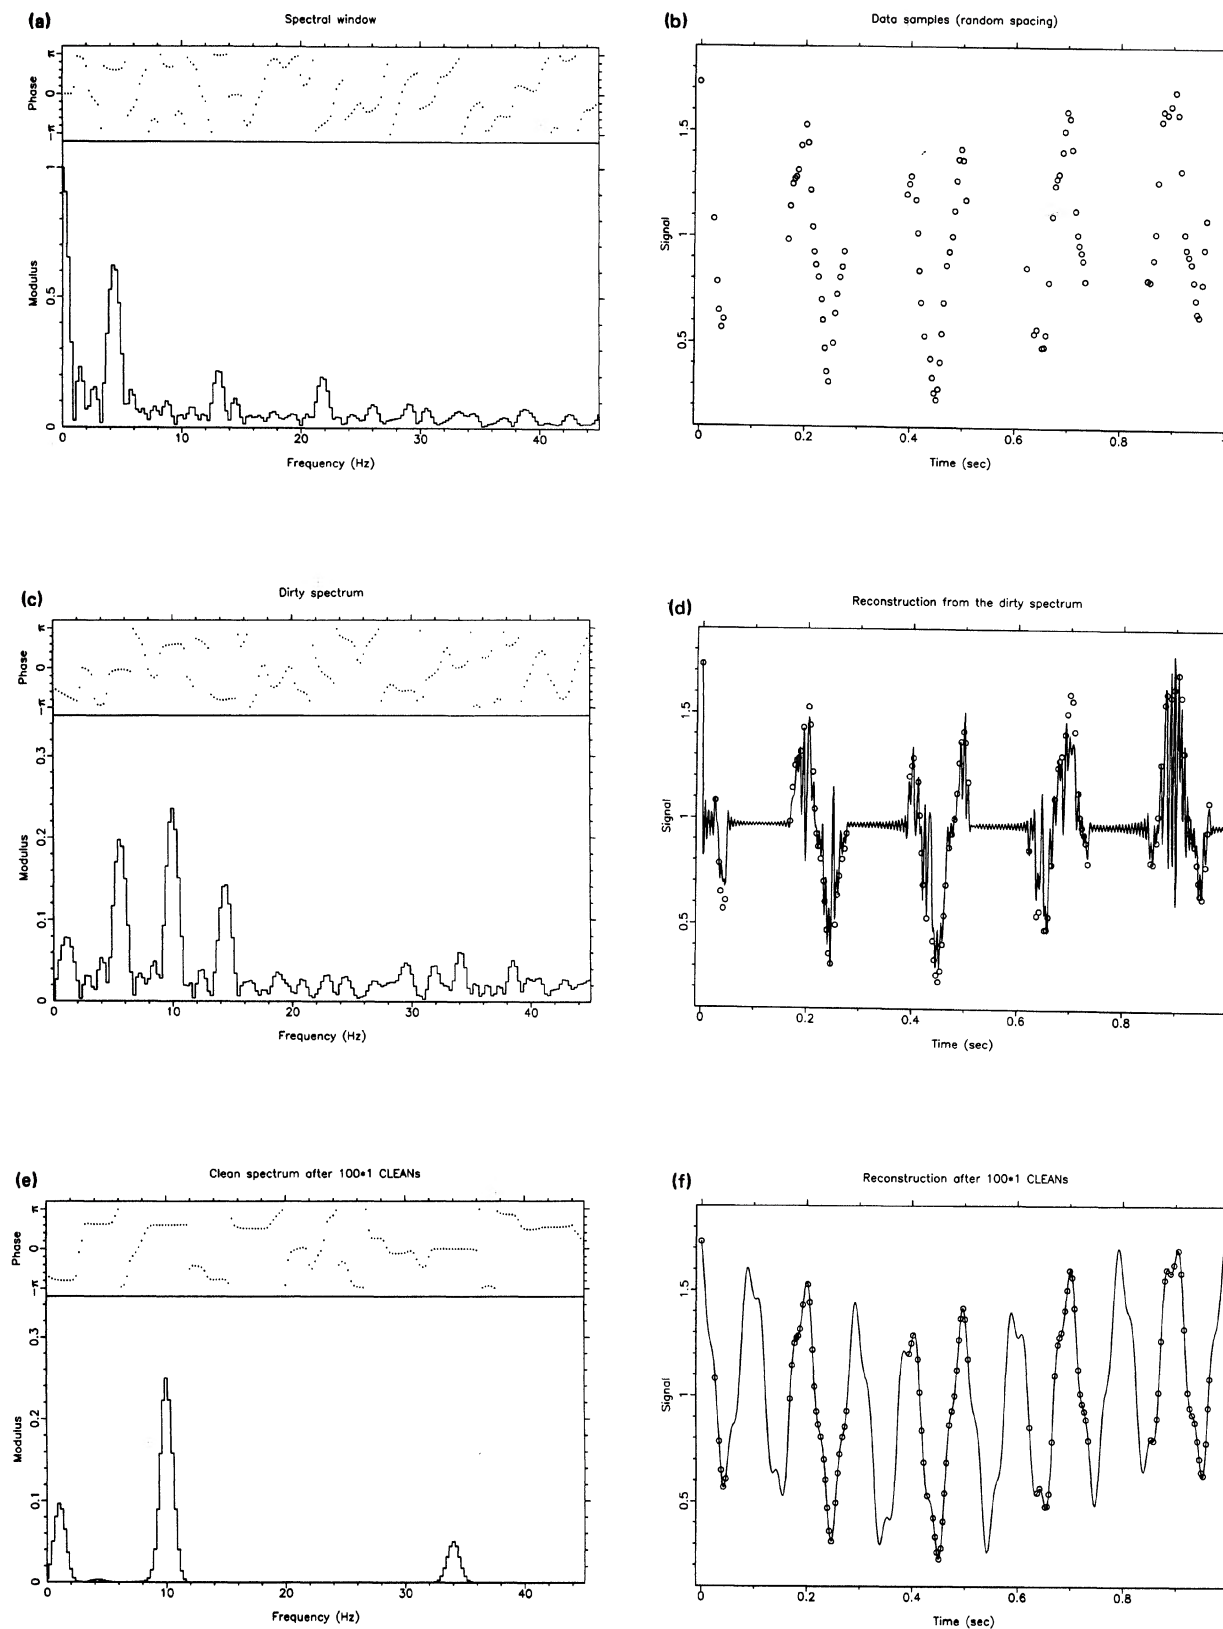 (a)
Spectral window
Phase
π
0
−π
Modulus
1
0.5
0
0 10 20 30 40
Frequency (Hz)
(b)
Data samples (random spacing)
Signal
1.5
1
0.5
0 0.2 0.4 0.6 0.8
Time (sec)
(c)
Dirty spectrum
Phase
π
0
−π
Modulus
0.3
0.2
0.1
0
0 10 20 30 40
Frequency (Hz)
(d)
Reconstruction from the dirty spectrum
Signal
1.5
1
0.5
0 0.2 0.4 0.6 0.8
Time (sec)
(e)
Clean spectrum after 100*1 CLEANs
Phase
π
0
−π
Modulus
0.3
0.2
0.1
0
0 10 20 30 40
Frequency (Hz)
(f)
Reconstruction after 100*1 CLEANs
Signal
1.5
1
0.5
0 0.2 0.4 0.6 0.8
Time (sec)